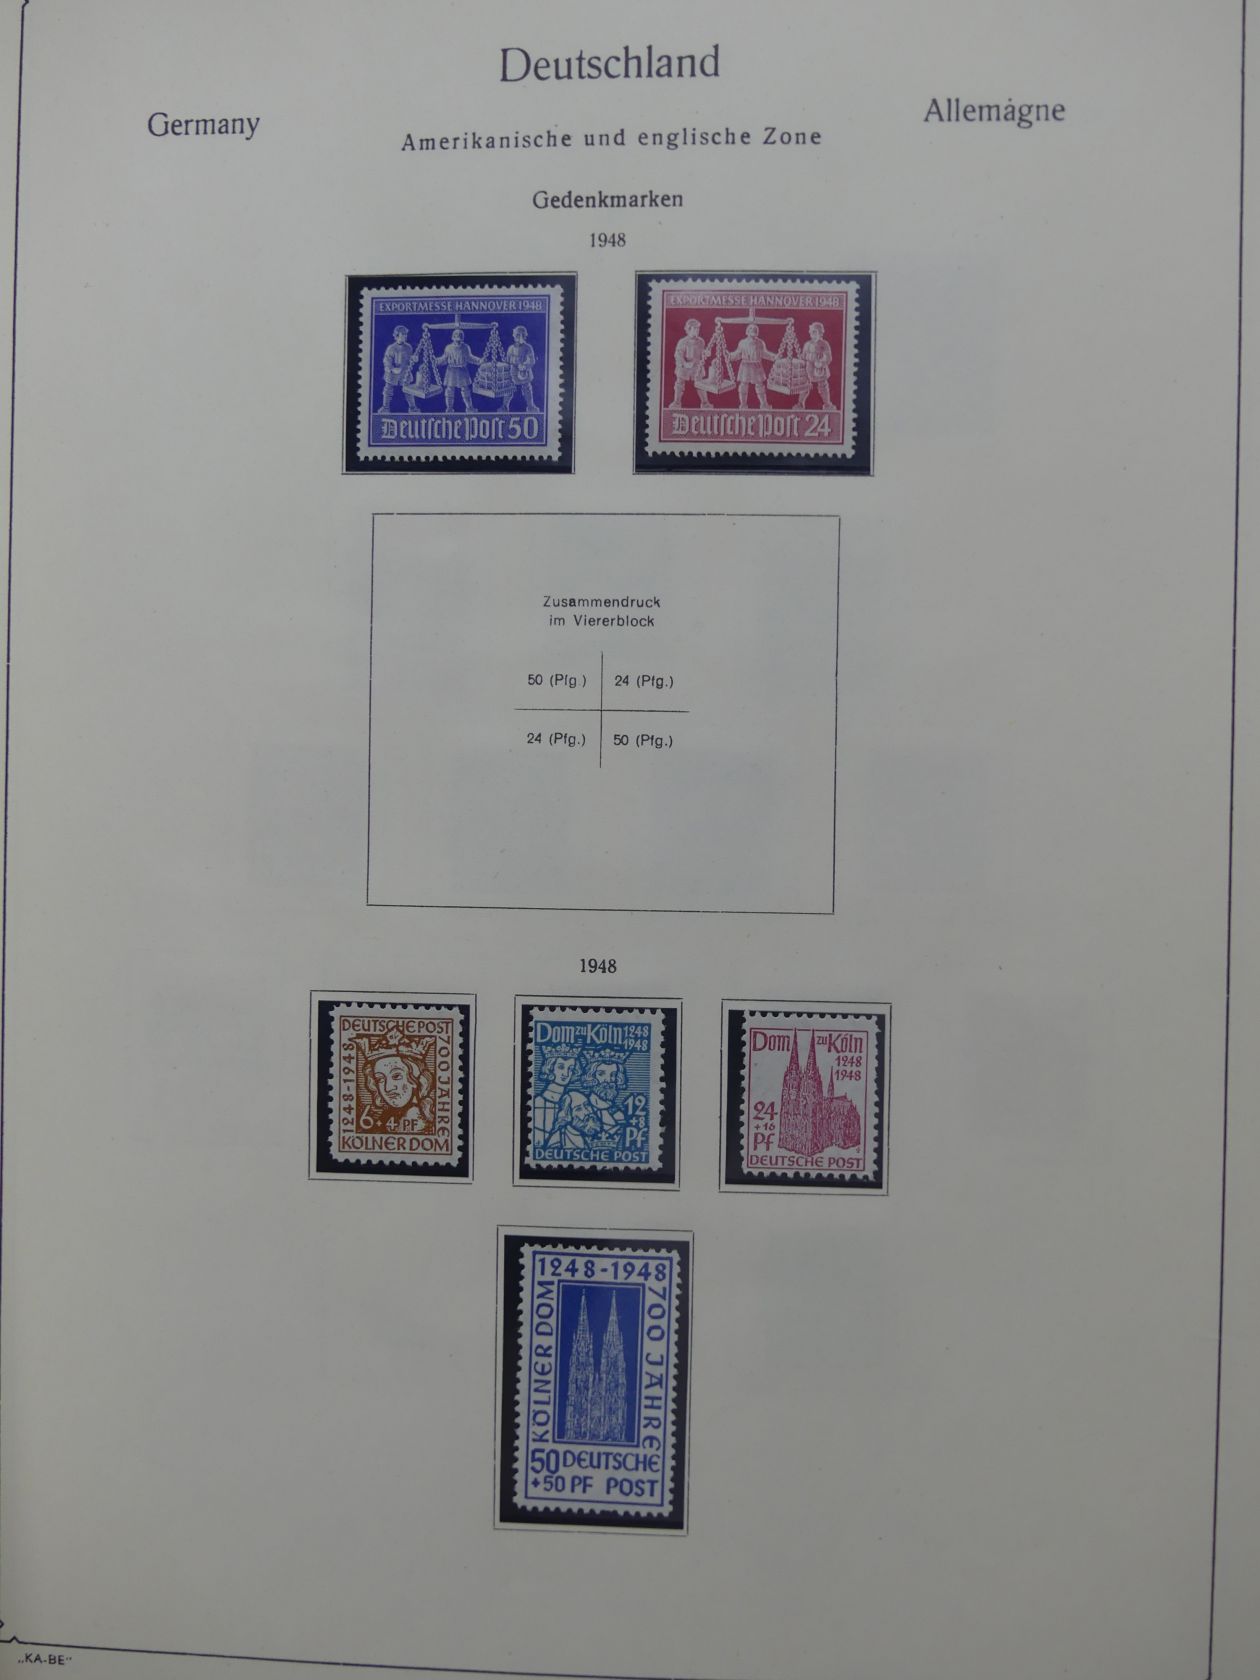 Deutschland
Germany
Allemágne
Amerikanische und englische Zone
Gedenkmarken
1948
EXPORTMESSE HANNOVER 1948
Deutsche Post 50
EXPORTMESSE HANNOVER 1948
Deutsche Post 24
Zusammendruck
im Viererblock
50 (Pfg.) 24 (Pfg.)
24 (Pfg.) 50 (Pfg.)
1948
DEUTSCHE POST
1248-1948
700 JAHRE
6+4 PF
KÖLNER DOM
Dom zu Köln 1248
1948
12
+8
Pf
DEUTSCHE POST
Dom zu Köln
1248
1948
24
+16
Pf
DEUTSCHE POST
1248-1948
KÖLNER DOM
700 JAHRE
50 DEUTSCHE
+50 PF POST
„KA-BE"